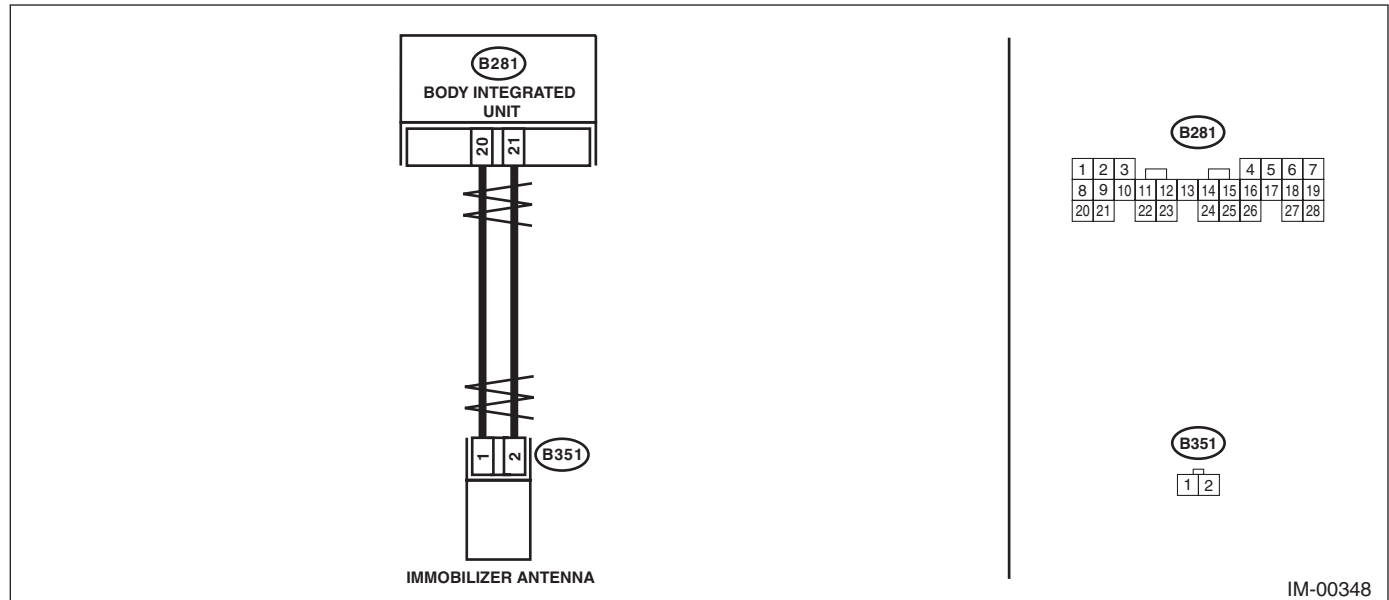 B281
BODY INTEGRATED
UNIT
20 21
1 2 B351
IMMOBILIZER ANTENNA
B281
1 2 3 4 5 6 7
8 9 10 11 12 13 14 15 16 17 18 19
20 21 22 23 24 25 26 27 28
B351
1 2
IM-00348